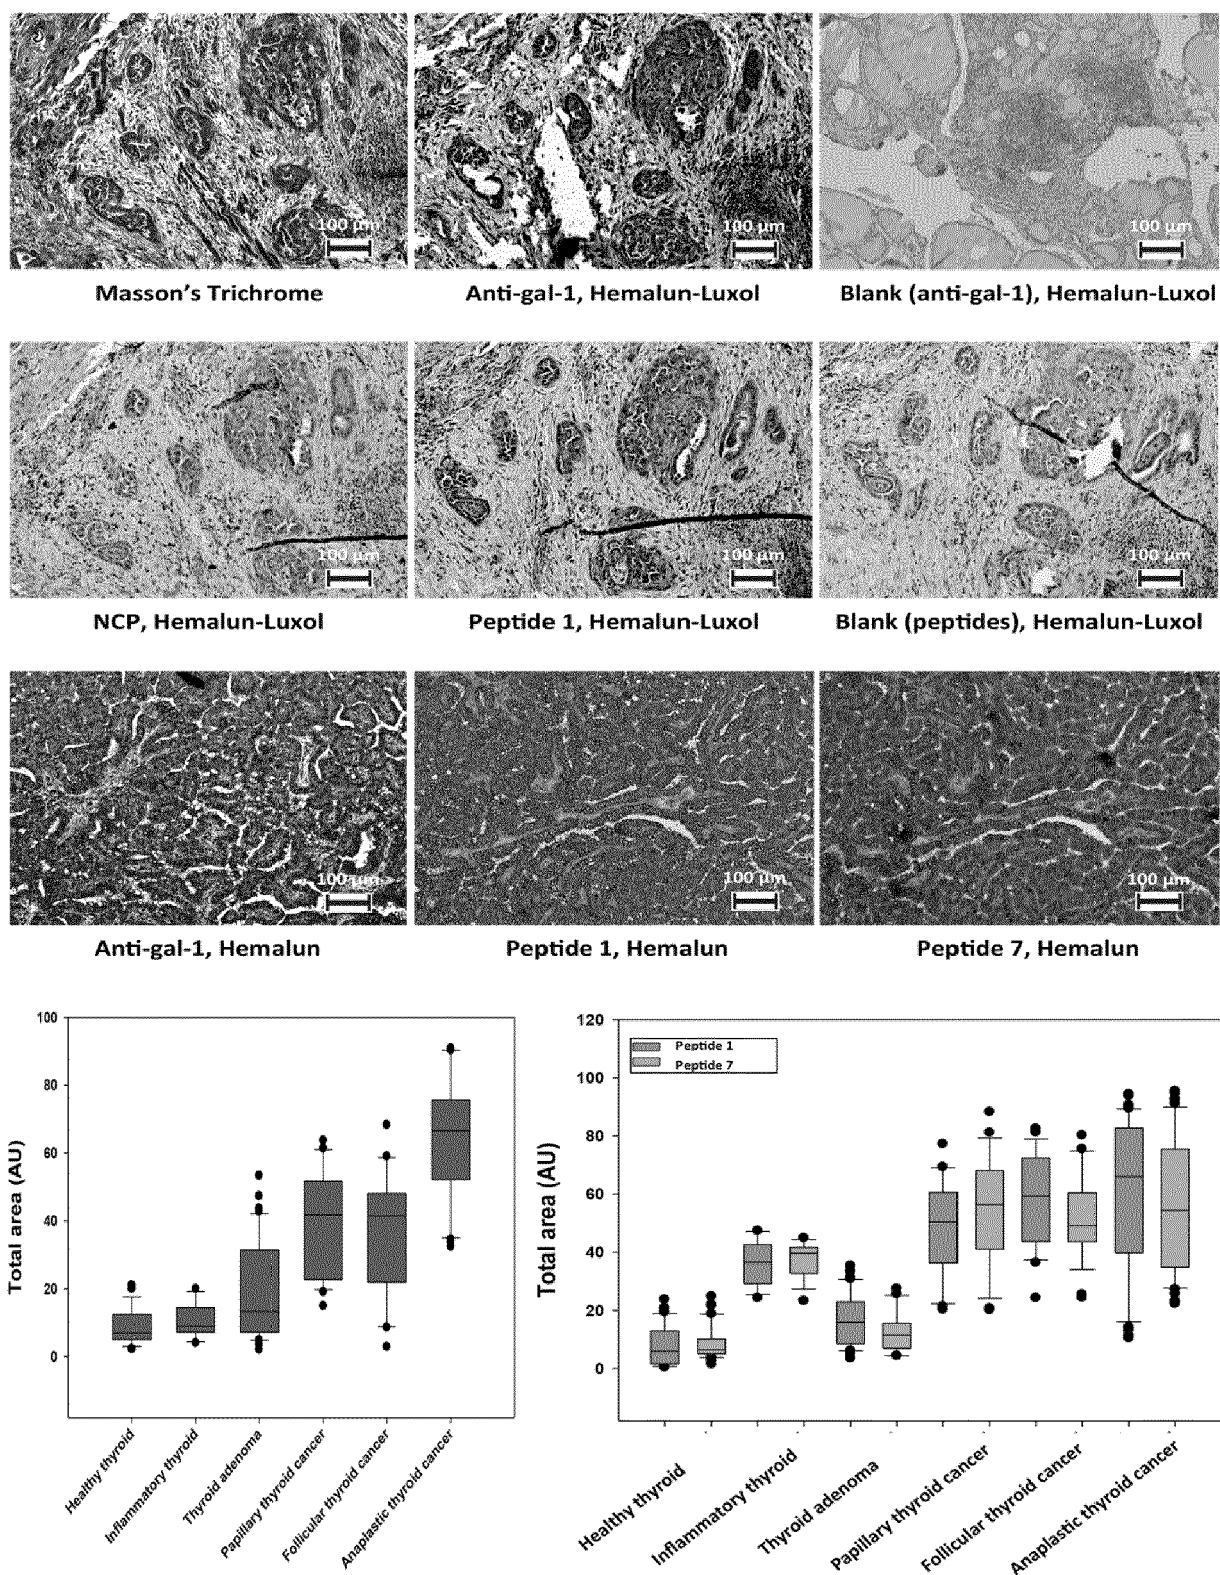 100 µm
100 µm
100 µm
Masson's Trichrome
Anti-gal-1, Hemalun-Luxol
Blank (anti-gal-1), Hemalun-Luxol
100 µm
100 µm
100 µm
NCP, Hemalun-Luxol
Peptide 1, Hemalun-Luxol
Blank (peptides), Hemalun-Luxol
100 µm
100 µm
100 µm
Anti-gal-1, Hemalun
Peptide 1, Hemalun
Peptide 7, Hemalun
Total area (AU)
100
80
60
40
20
0
Healthy thyroid
Inflammatory thyroid
Thyroid adenoma
Papillary thyroid cancer
Follicular thyroid cancer
Anaplastic thyroid cancer
Total area (AU)
120
100
80
60
40
20
0
Peptide 1
Peptide 7
Healthy thyroid
Inflammatory thyroid
Thyroid adenoma
Papillary thyroid cancer
Follicular thyroid cancer
Anaplastic thyroid cancer